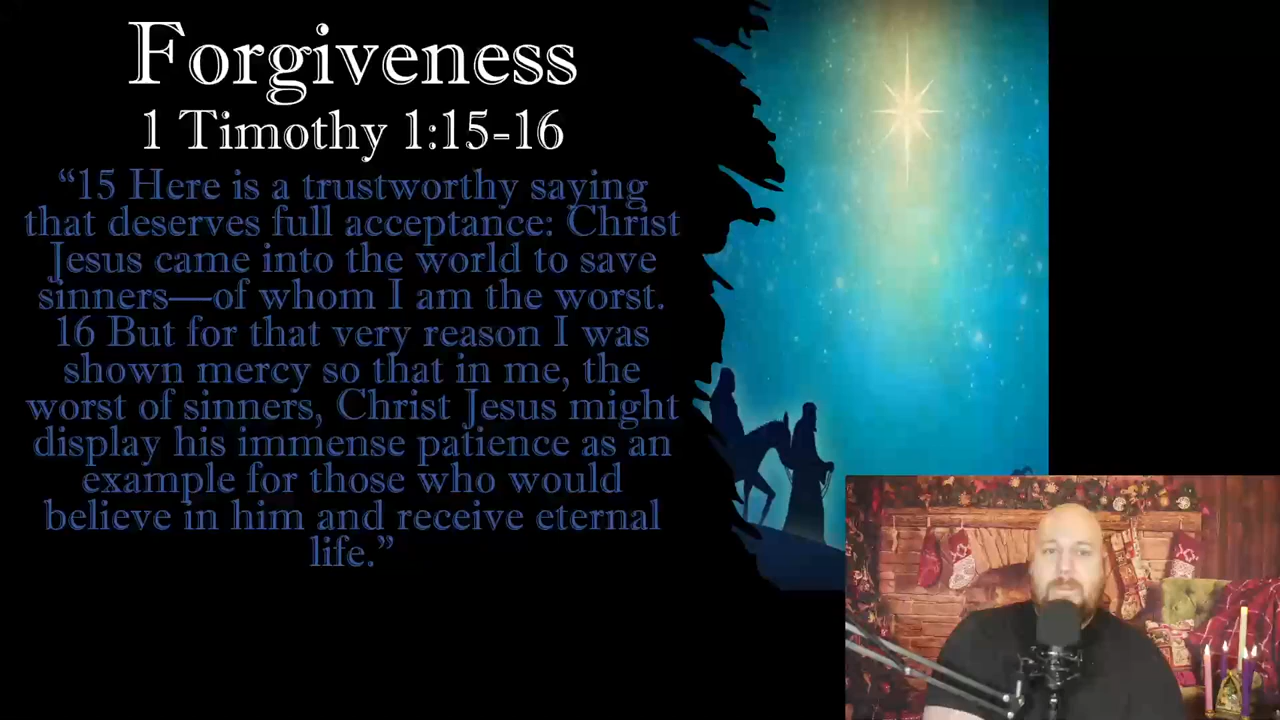 Forgiveness
1 Timothy 1:15-16
“15 Here is a trustworthy saying
that deserves full acceptance: Christ
Jesus came into the world to save
sinners—of whom I am the worst.
16 But for that very reason I was
shown mercy so that in me, the
worst of sinners, Christ Jesus might
display his immense patience as an
example for those who would
believe in him and receive eternal
life.”